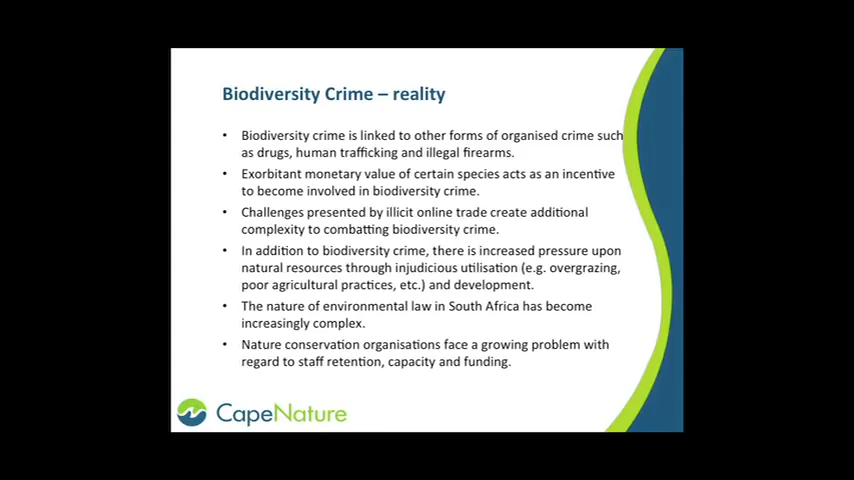 Biodiversity Crime – reality
• Biodiversity crime is linked to other forms of organised crime such
as drugs, human trafficking and illegal firearms.
• Exorbitant monetary value of certain species acts as an incentive
to become involved in biodiversity crime.
• Challenges presented by illicit online trade create additional
complexity to combatting biodiversity crime.
• In addition to biodiversity crime, there is increased pressure upon
natural resources through injudicious utilisation (e.g. overgrazing,
poor agricultural practices, etc.) and development.
• The nature of environmental law in South Africa has become
increasingly complex.
• Nature conservation organisations face a growing problem with
regard to staff retention, capacity and funding.
CapeNature